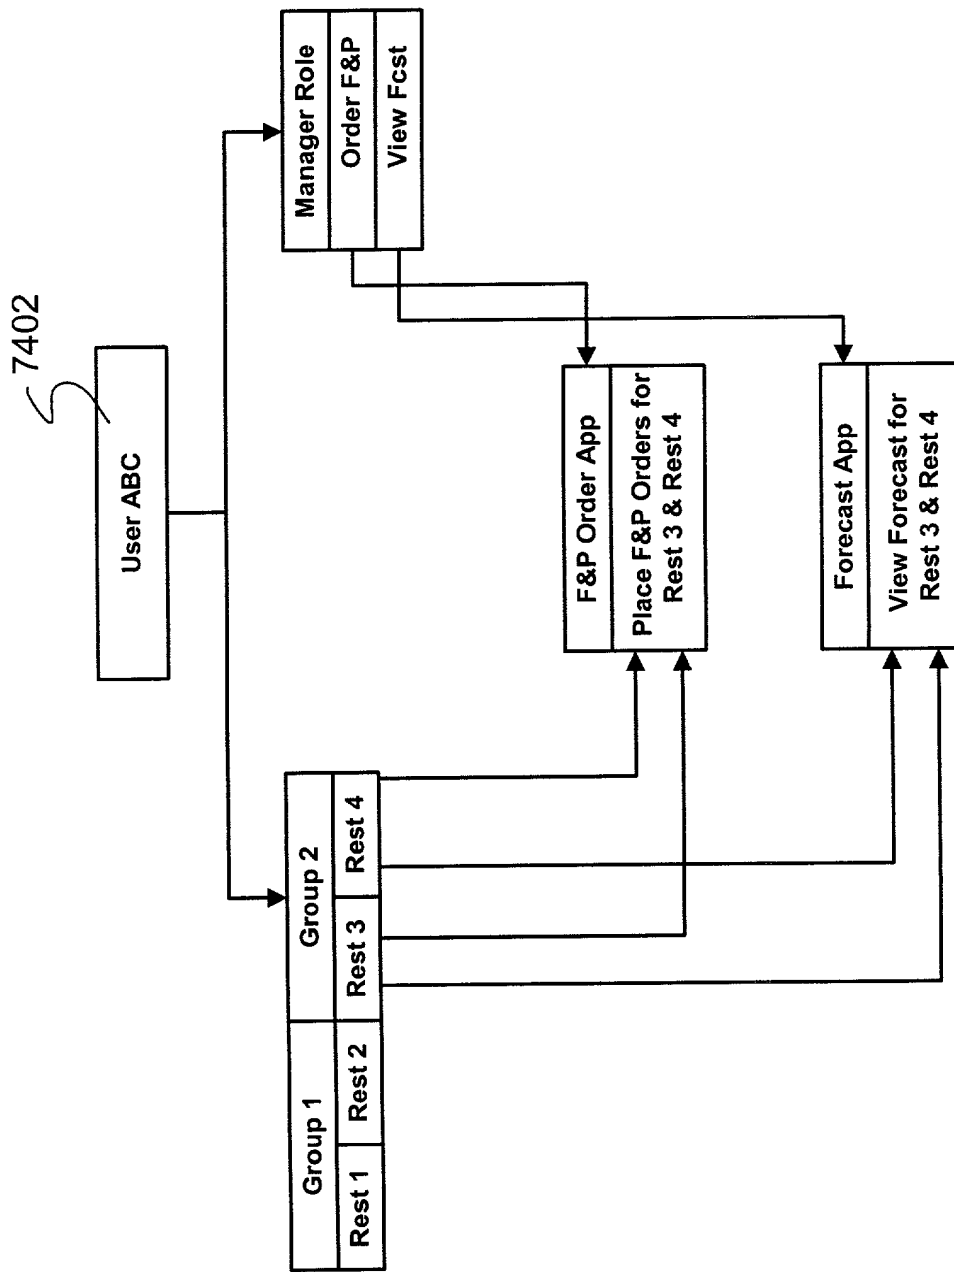 7402
User ABC
Group 1
Group 2
Rest 1
Rest 2
Rest 3
Rest 4
Manager Role
Order F&P
View Fcst
F&P Order App
Place F&P Orders for
Rest 3 & Rest 4
Forecast App
View Forecast for
Rest 3 & Rest 4